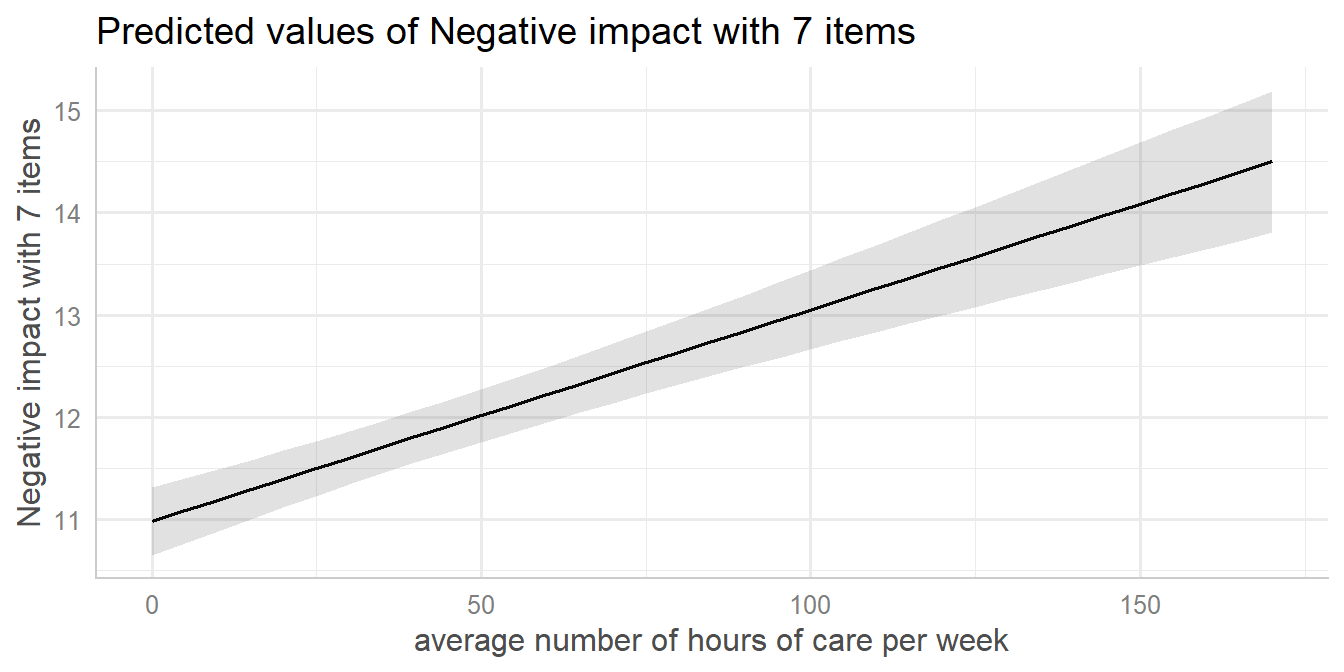 Predicted values of Negative impact with 7 items
Negative impact with 7 items
15
14
13
12
11
0 50 100 150
average number of hours of care per week